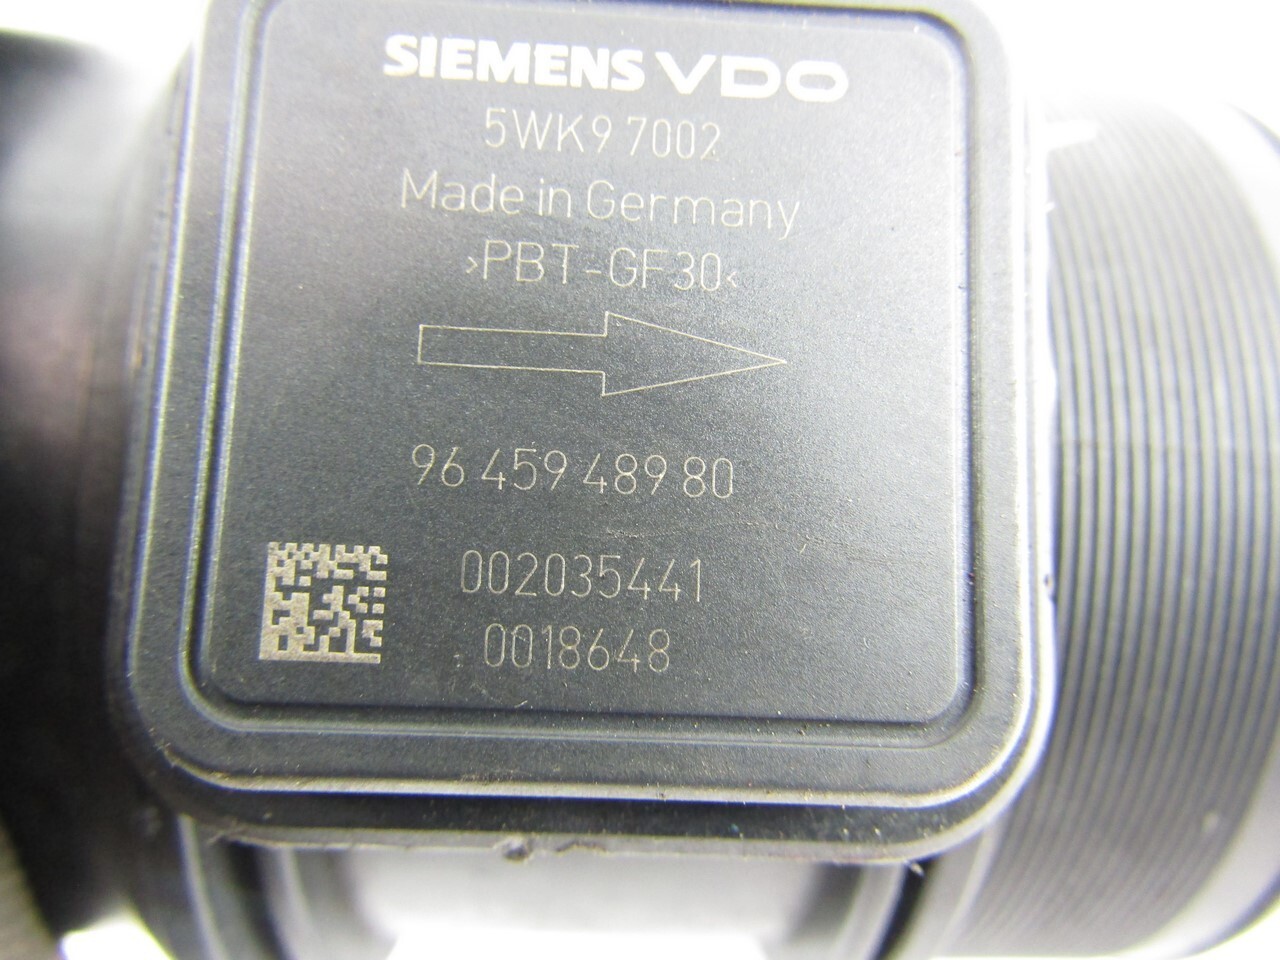 SIEMENS VDO
5WK9 7002
Made in Germany
>PBT-GF30<
96 459 489 80
002035441
0018648